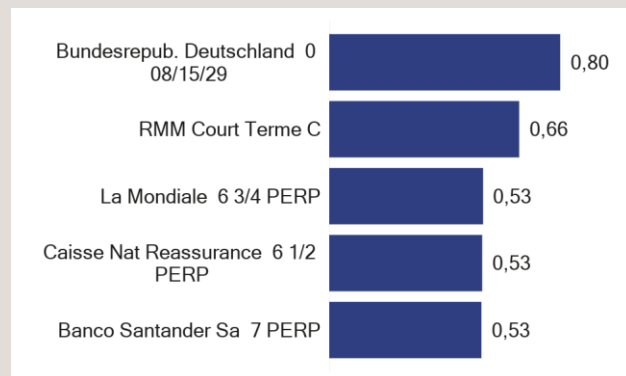 Bundesrepub. Deutschland 0
08/15/29
0,80
RMM Court Terme C
0,66
La Mondiale 6 3/4 PERP
0,53
Caisse Nat Reassurance 6 1/2
PERP
0,53
Banco Santander Sa 7 PERP
0,53